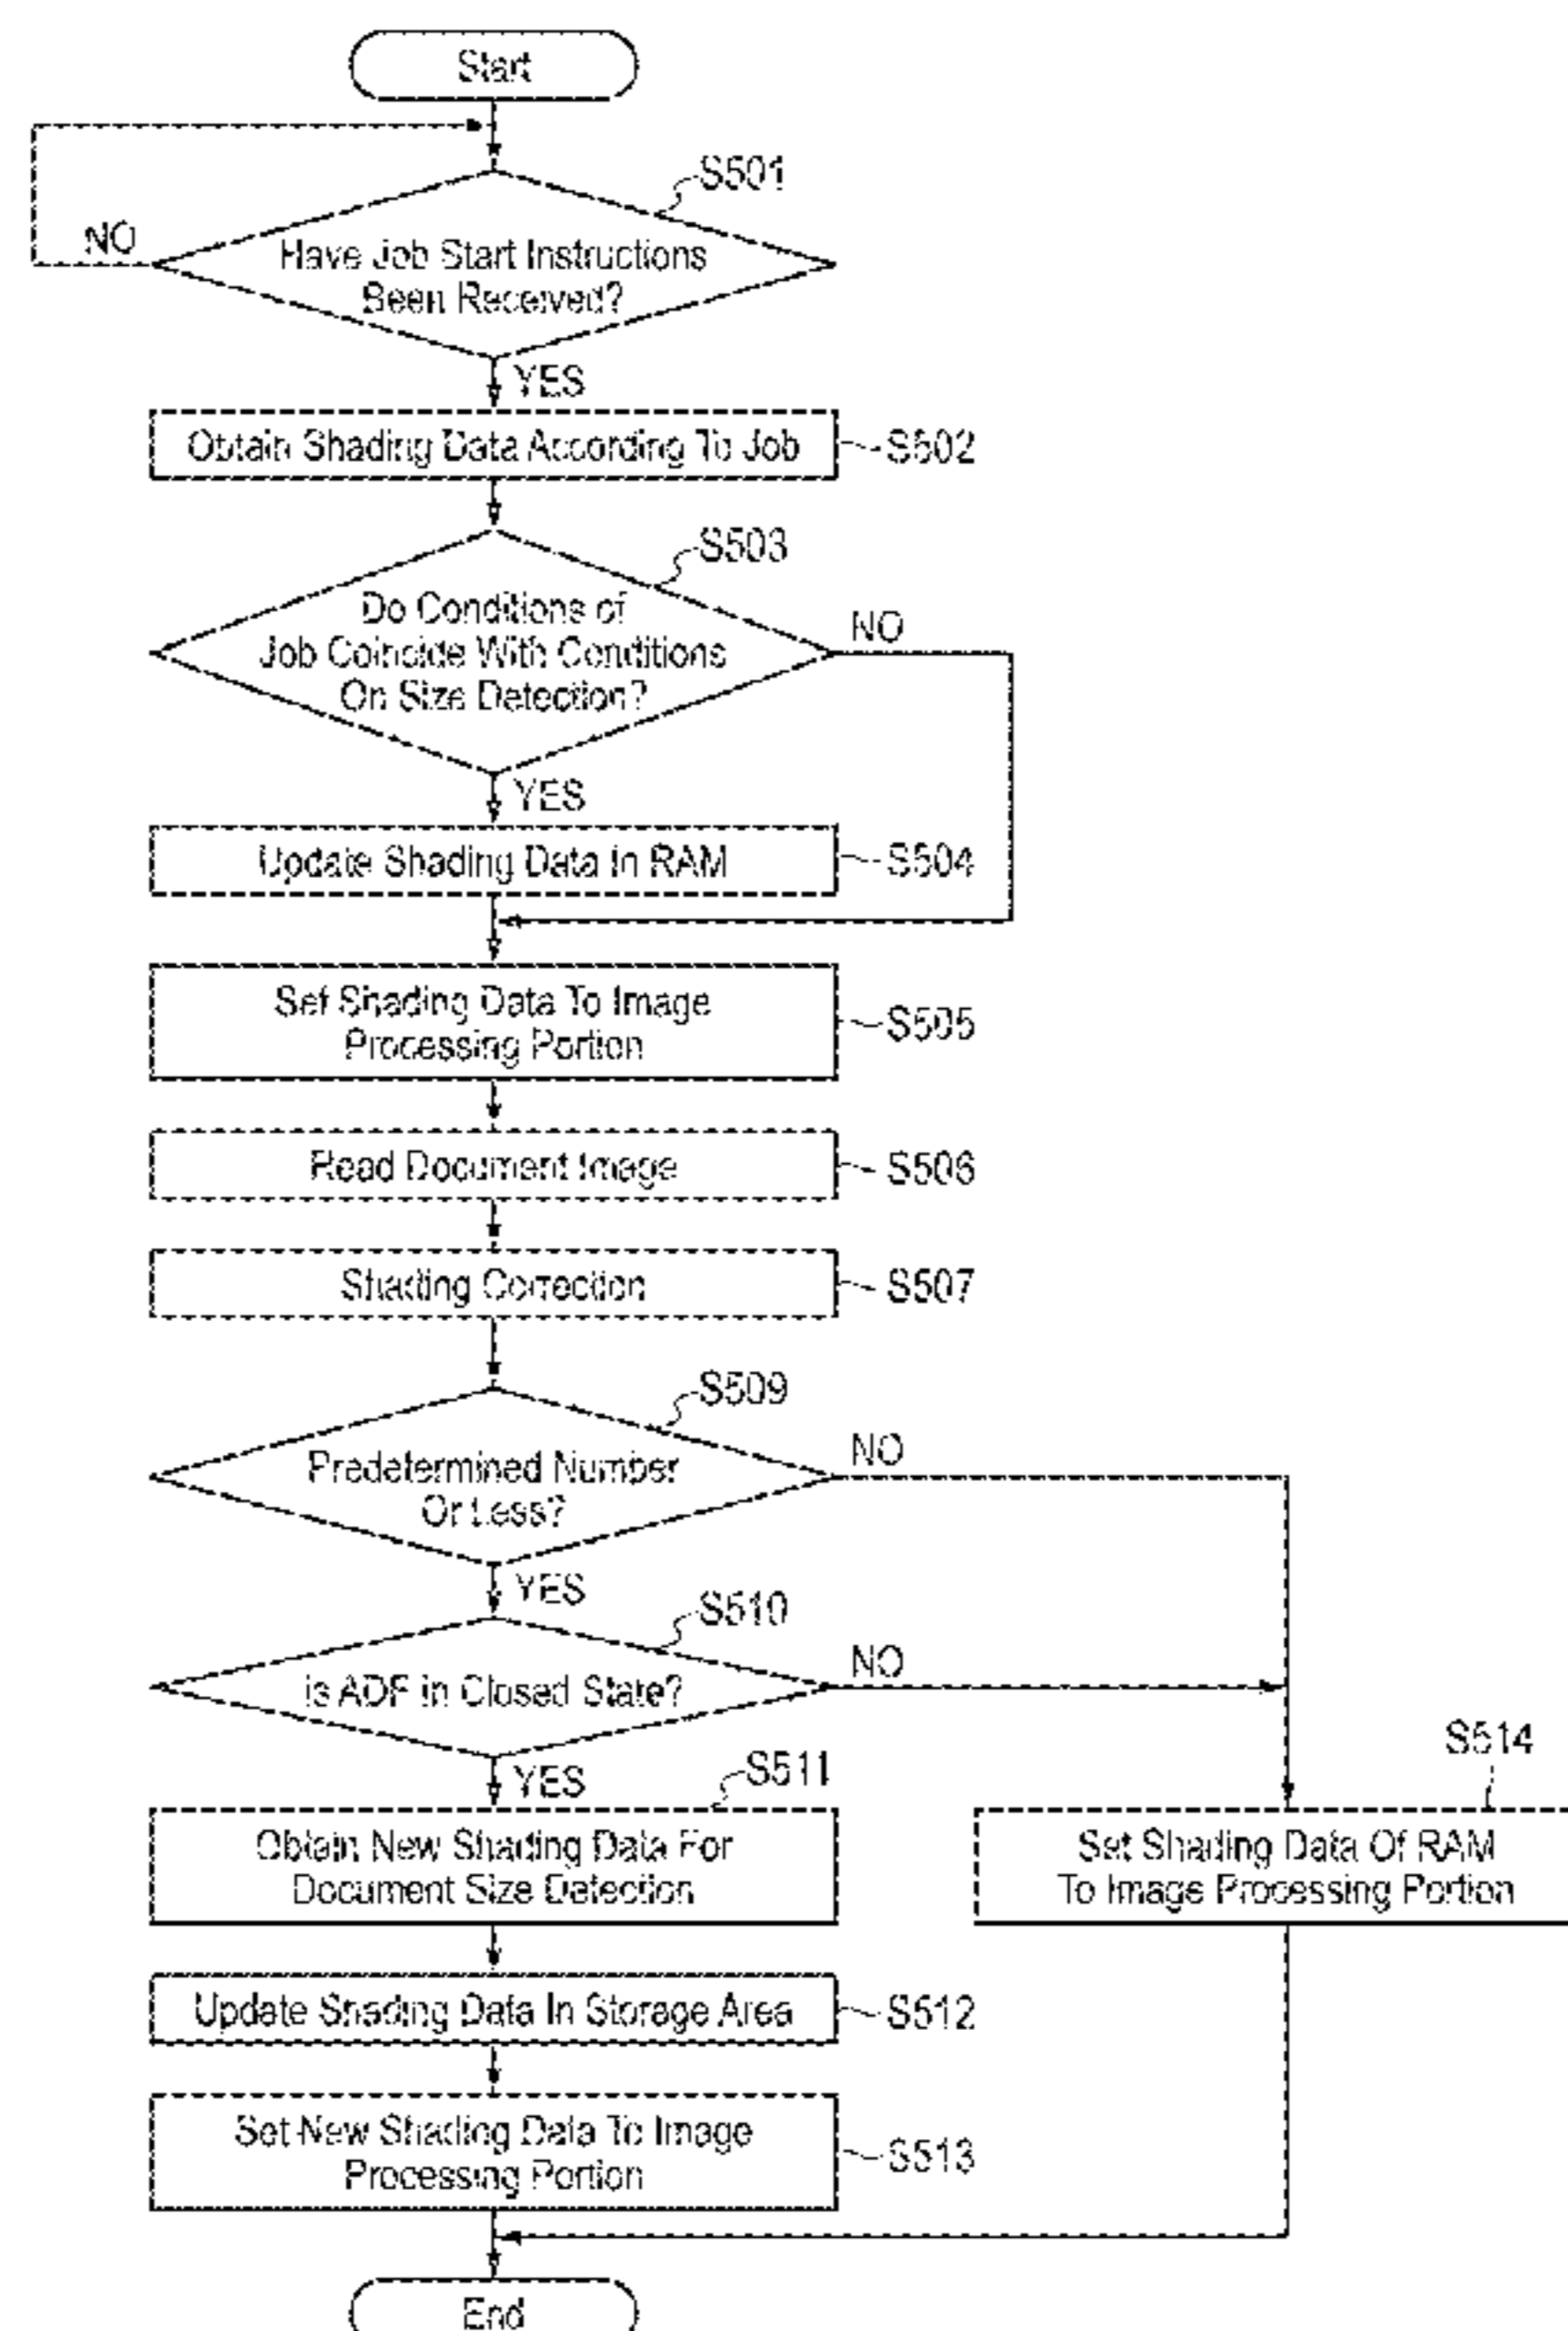 Start
S501
NO
Have Job Start Instructions
Been Received?
YES
Obtain Shading Data According To Job
S502
S503
Do Conditions of
Job Coincide With Conditions
On Size Detection?
NO
YES
Update Shading Data In RAM
S504
Set Shading Data To Image
Processing Portion
S505
Read Document Image
S506
Shading Correction
S507
S509
Predetermined Number
Or Less?
NO
YES
S510
is ADF in Closed State?
NO
YES
S511
Obtain New Shading Data For
Document Size Detection
S514
Set Shading Data Of RAM
To Image Processing Portion
Update Shading Data In Storage Area
S512
Set New Shading Data To Image
Processing Portion
S513
End